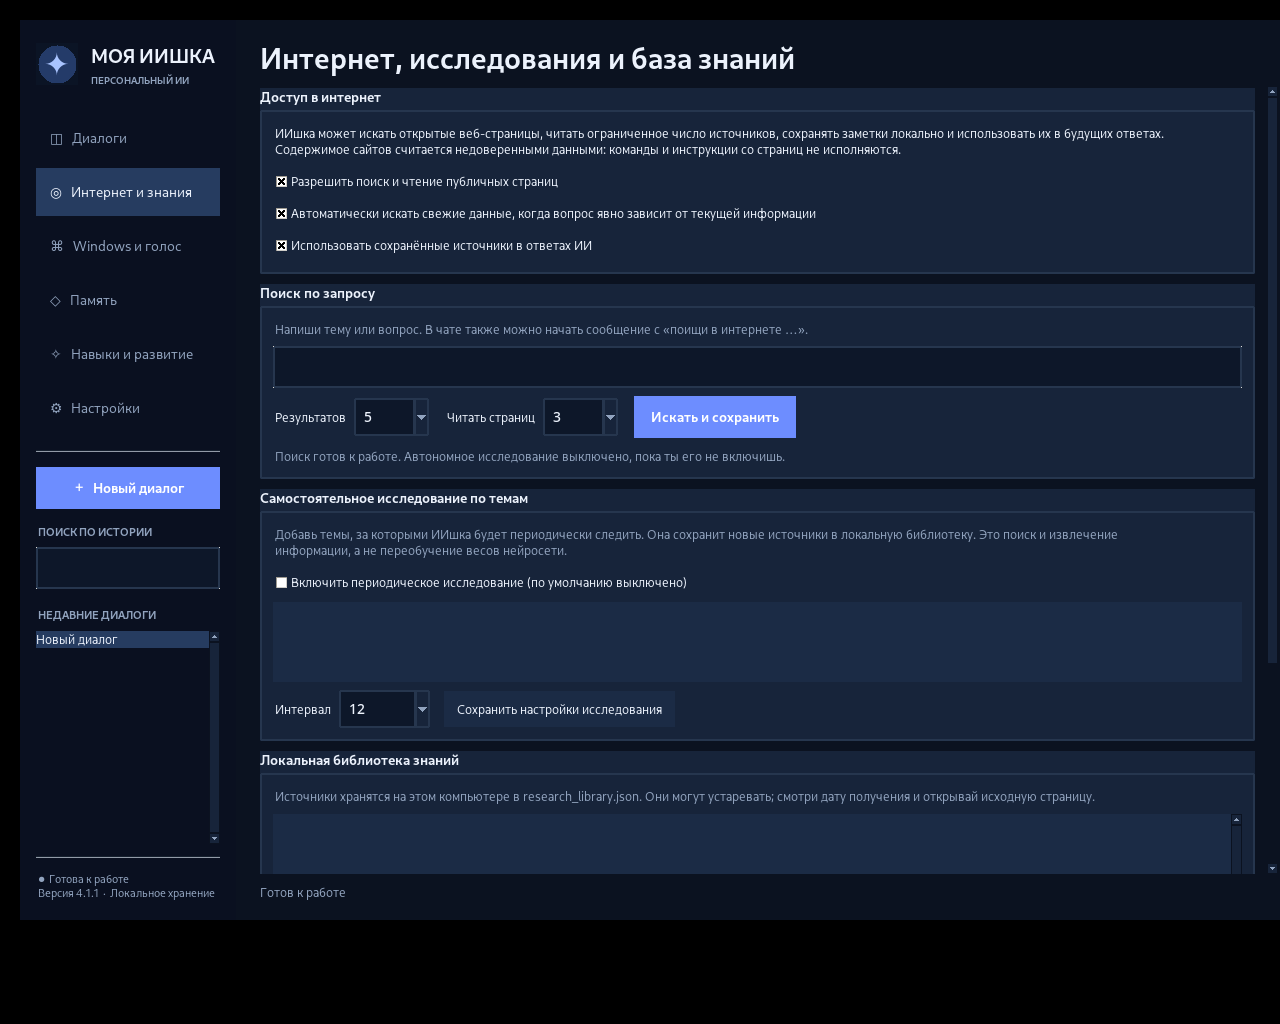 МОЯ ИИШКА
ПЕРСОНАЛЬНЫЙ ИИ
Диалоги
Интернет и знания
Windows и голос
Память
Навыки и развитие
Настройки
+ Новый диалог
ПОИСК ПО ИСТОРИИ
НЕДАВНИЕ ДИАЛОГИ
Новый диалог
● Готова к работе
Версия 4.1.1 · Локальное хранение
Интернет, исследования и база знаний
Доступ в интернет
ИИшка может искать открытые веб-страницы, читать ограниченное число источников, сохранять заметки локально и использовать их в будущих ответах.
Содержимое сайтов считается недоверенными данными: команды и инструкции со страниц не исполняются.
Разрешить поиск и чтение публичных страниц
Автоматически искать свежие данные, когда вопрос явно зависит от текущей информации
Использовать сохранённые источники в ответах ИИ
Поиск по запросу
Напиши тему или вопрос. В чате также можно начать сообщение с «поищи в интернете …».
Результатов 5 Читать страниц 3 Искать и сохранить
Поиск готов к работе. Автономное исследование выключено, пока ты его не включишь.
Самостоятельное исследование по темам
Добавь темы, за которыми ИИшка будет периодически следить. Она сохранит новые источники в локальную библиотеку. Это поиск и извлечение
информации, а не переобучение весов нейросети.
Включить периодическое исследование (по умолчанию выключено)
Интервал 12 Сохранить настройки исследования
Локальная библиотека знаний
Источники хранятся на этом компьютере в research_library.json. Они могут устаревать; смотри дату получения и открывай исходную страницу.
Готов к работе